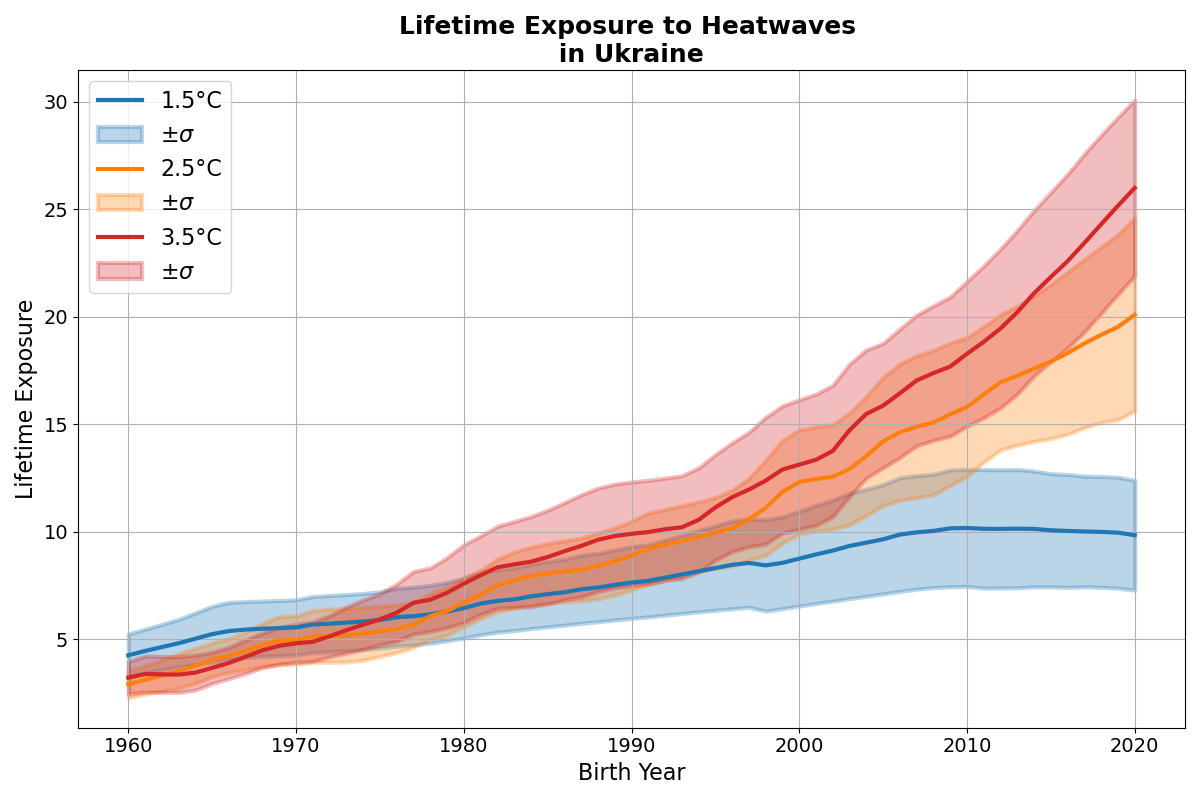 Lifetime Exposure to Heatwaves
in Ukraine
1.5°C
±σ
2.5°C
±σ
3.5°C
±σ
Lifetime Exposure
30
25
20
15
10
5
1960
1970
1980
1990
2000
2010
2020
Birth Year